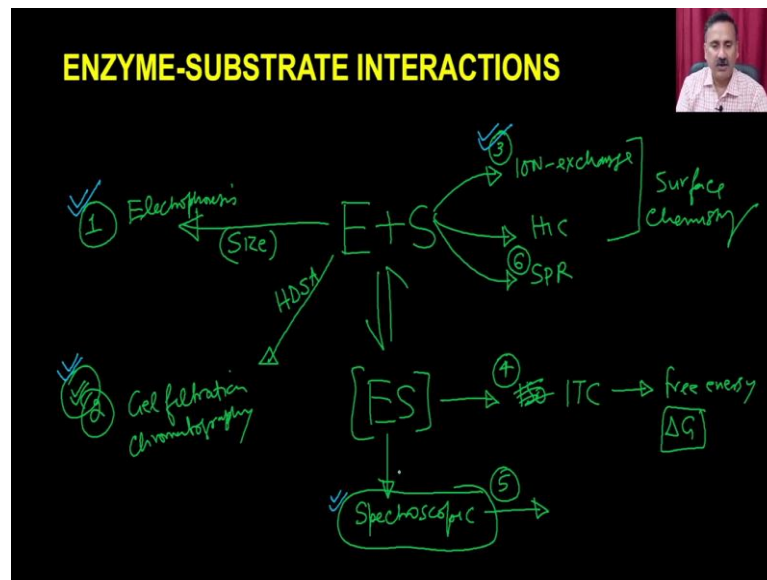 ENZYME-SUBSTRATE INTERACTIONS
3
ION-exchange
1
Electrophoresis
(Size)
E+S
HIC
Surface
Chemistry
6
SPR
HDSA
[ES]
4
ITC
free energy
ΔG
2
Gel filtration
Chromatography
5
Spectroscopic